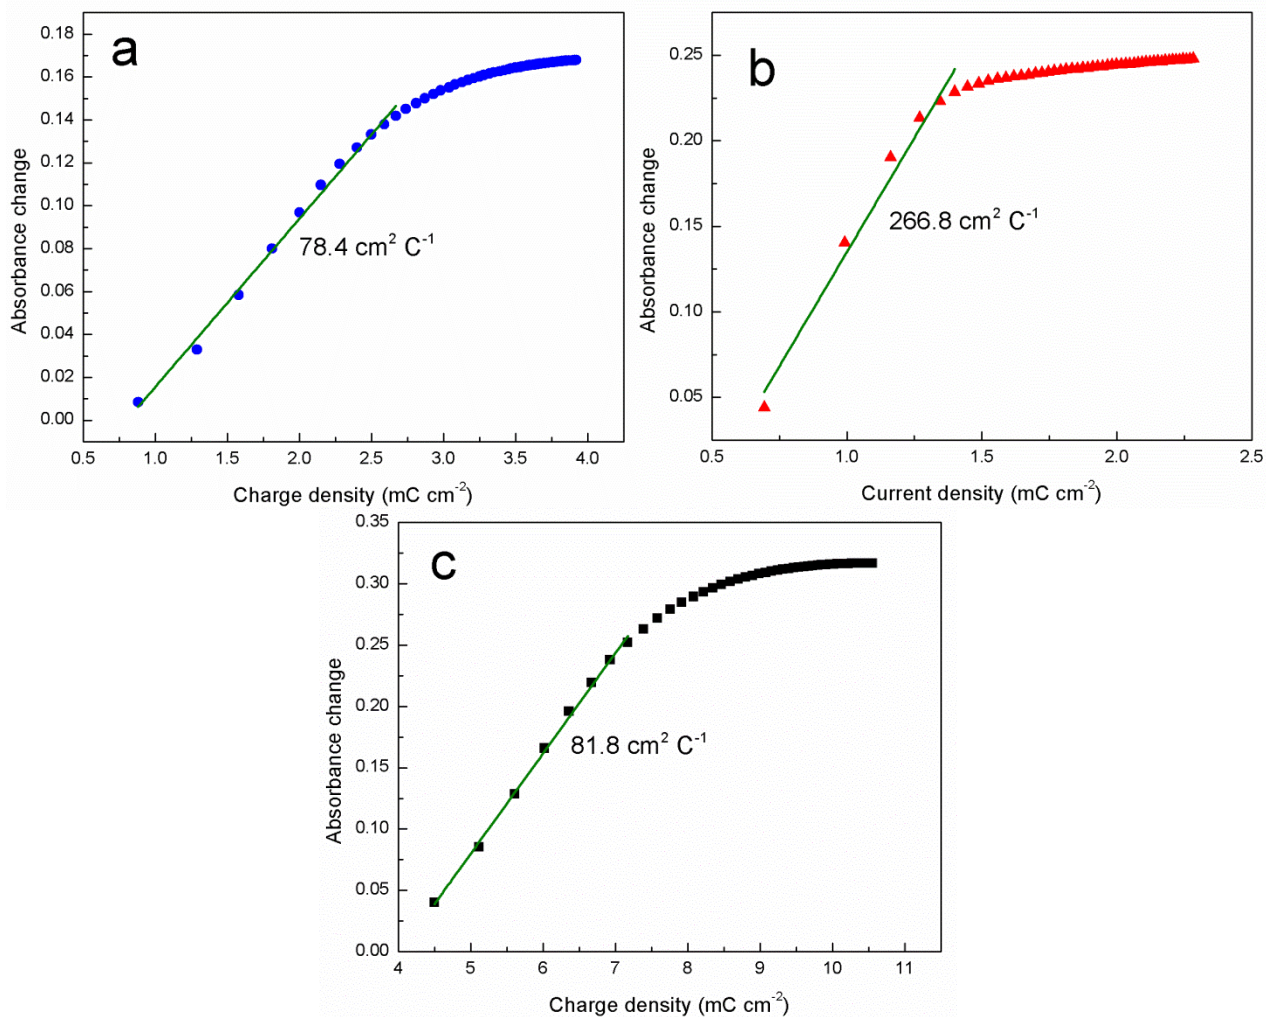 a
Absorbance change
0.18
0.16
0.14
0.12
0.10
0.08
0.06
0.04
0.02
0.00
78.4 cm² C⁻¹
0.5 1.0 1.5 2.0 2.5 3.0 3.5 4.0
Charge density (mC cm⁻²)
b
Absorbance change
0.25
0.20
0.15
0.10
0.05
266.8 cm² C⁻¹
0.5 1.0 1.5 2.0 2.5
Current density (mC cm⁻²)
c
Absorbance change
0.35
0.30
0.25
0.20
0.15
0.10
0.05
0.00
81.8 cm² C⁻¹
4 5 6 7 8 9 10 11
Charge density (mC cm⁻²)